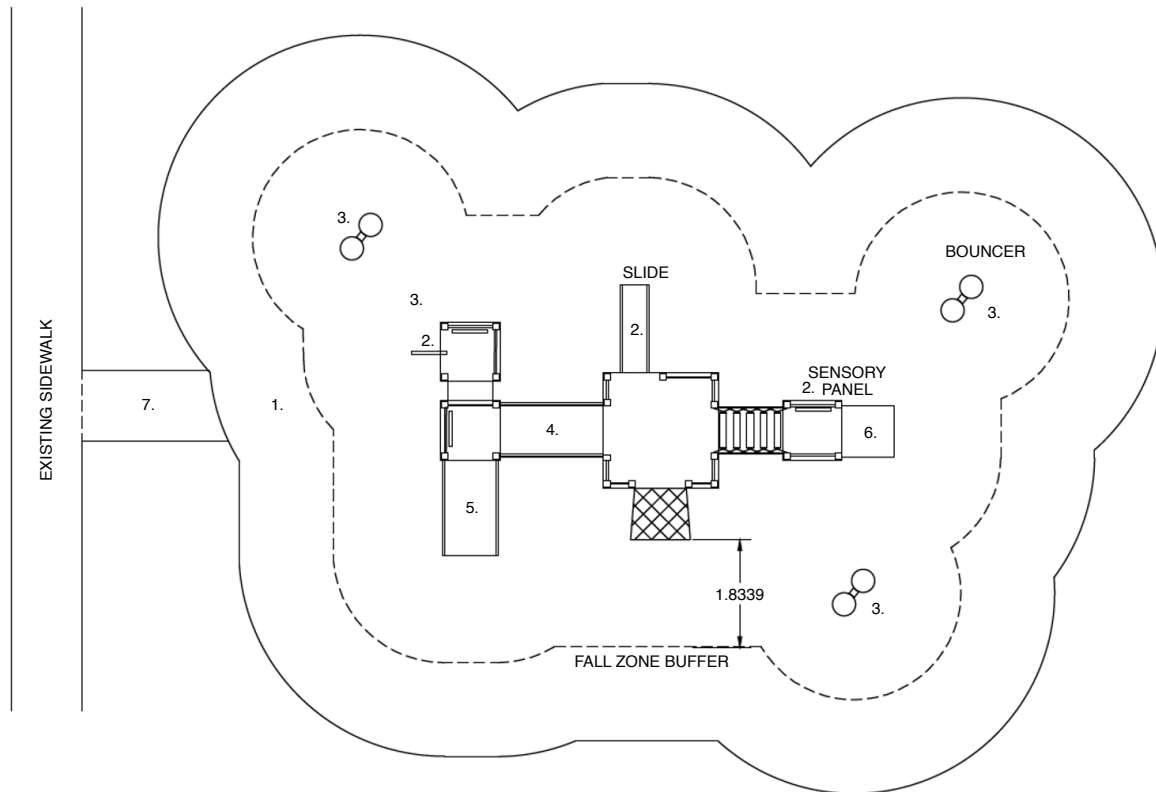 3.
BOUNCER
SLIDE
3.
3.
2.
2.
SENSORY
PANEL
2.
7.
1.
4.
6.
EXISTING SIDEWALK
5.
1.8339
3.
FALL ZONE BUFFER